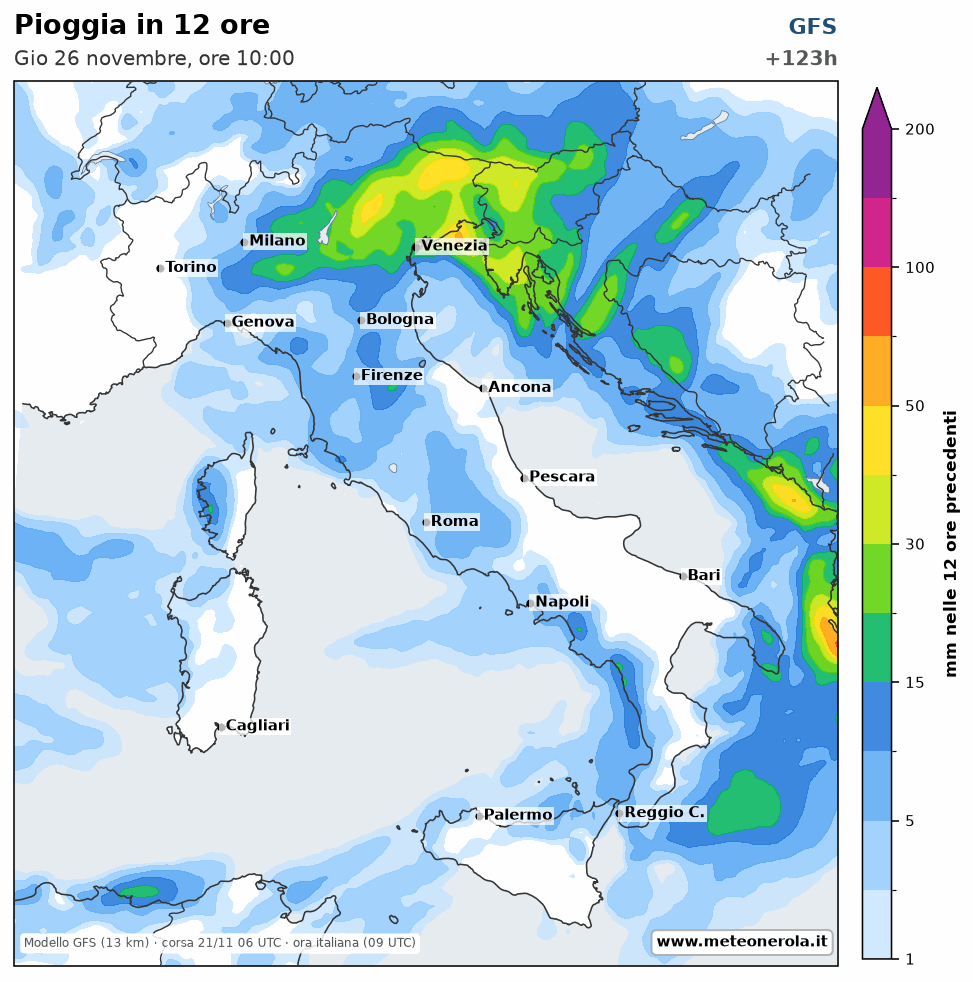 Pioggia in 12 ore
GFS
Gio 26 novembre, ore 10:00
+123h
200
100
50
30
15
5
1
mm nelle 12 ore precedenti
Milano
Venezia
Torino
Genova
Bologna
Firenze
Ancona
Pescara
Roma
Bari
Napoli
Cagliari
Palermo
Reggio C.
Modello GFS (13 km) · corsa 21/11 06 UTC · ora italiana (09 UTC)
www.meteonerola.it